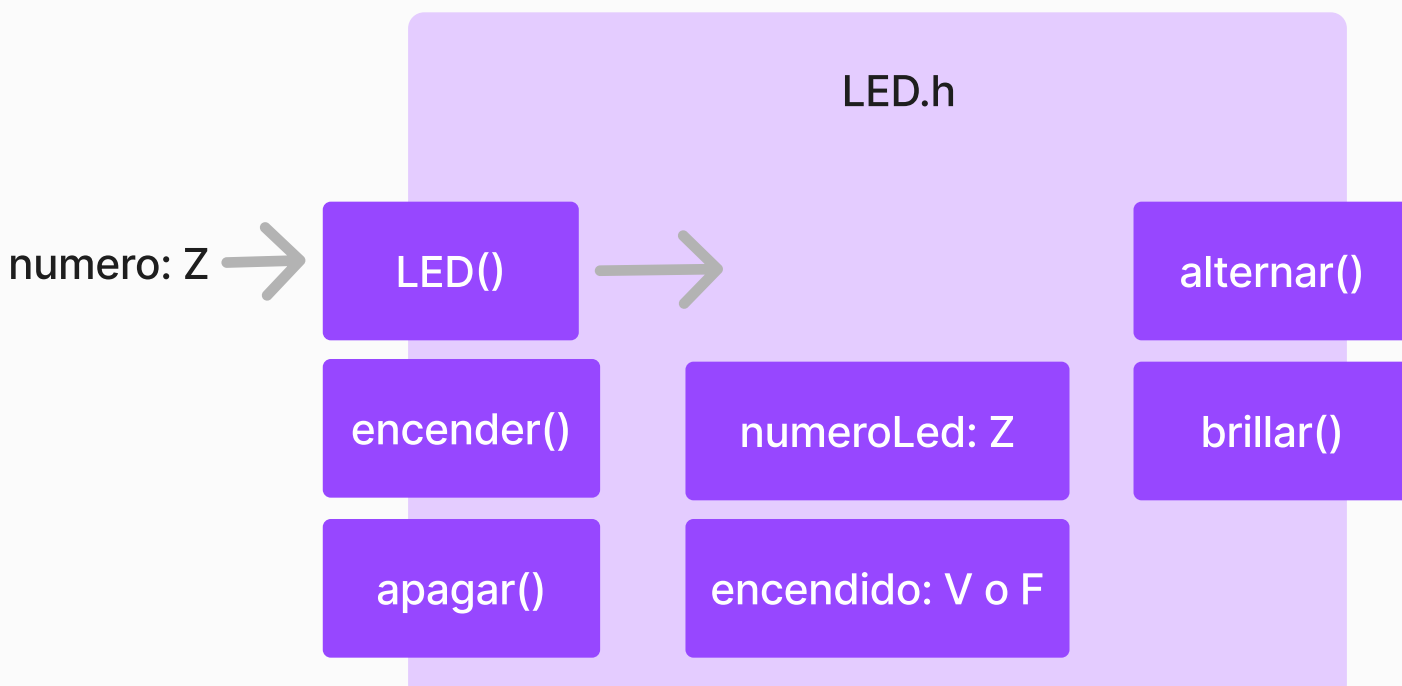 LED.h
numero: Z
LED()
alternar()
encender()
numeroLed: Z
brillar()
apagar()
encendido: V o F